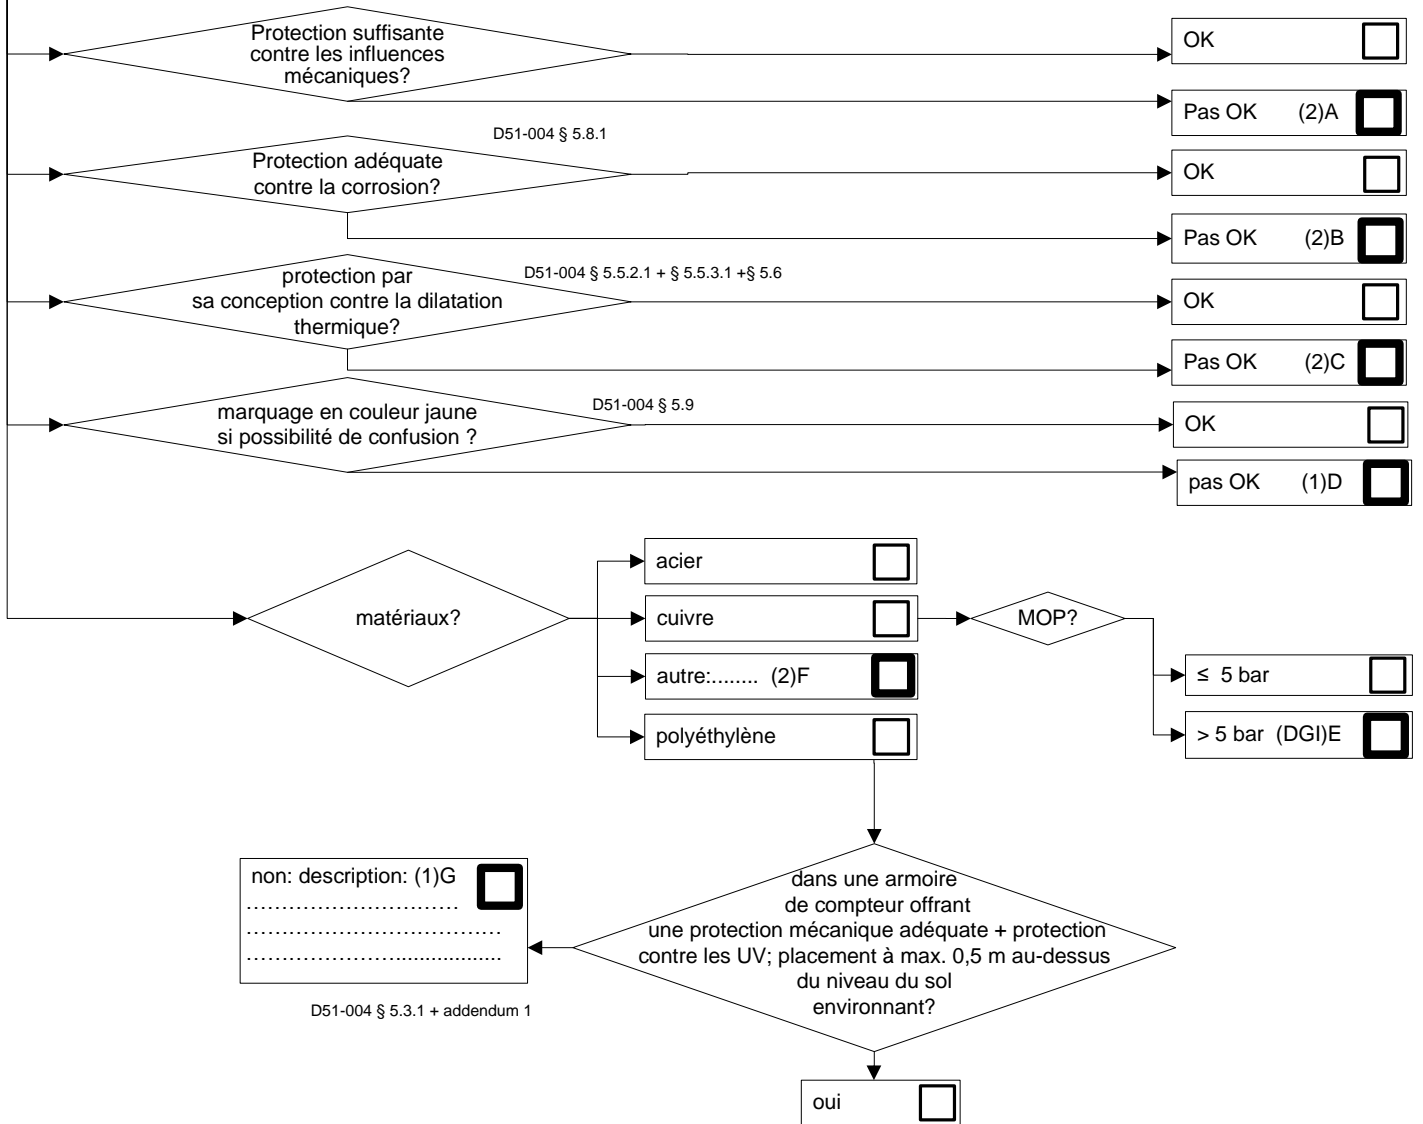 Protection suffisante
contre les influences
mécaniques?
OK
Pas OK (2)A
D51-004 § 5.8.1
Protection adéquate
contre la corrosion?
OK
Pas OK (2)B
D51-004 § 5.5.2.1 + § 5.5.3.1 +§ 5.6
protection par
sa conception contre la dilatation
thermique?
OK
Pas OK (2)C
D51-004 § 5.9
marquage en couleur jaune
si possibilité de confusion ?
OK
pas OK (1)D
matériaux?
acier
cuivre
autre:........ (2)F
polyéthylène
MOP?
≤ 5 bar
> 5 bar (DGI)E
non: description: (1)G
…………………………
……………………………….
…………………...................
D51-004 § 5.3.1 + addendum 1
dans une armoire
de compteur offrant
une protection mécanique adéquate + protection
contre les UV; placement à max. 0,5 m au-dessus
du niveau du sol
environnant?
oui